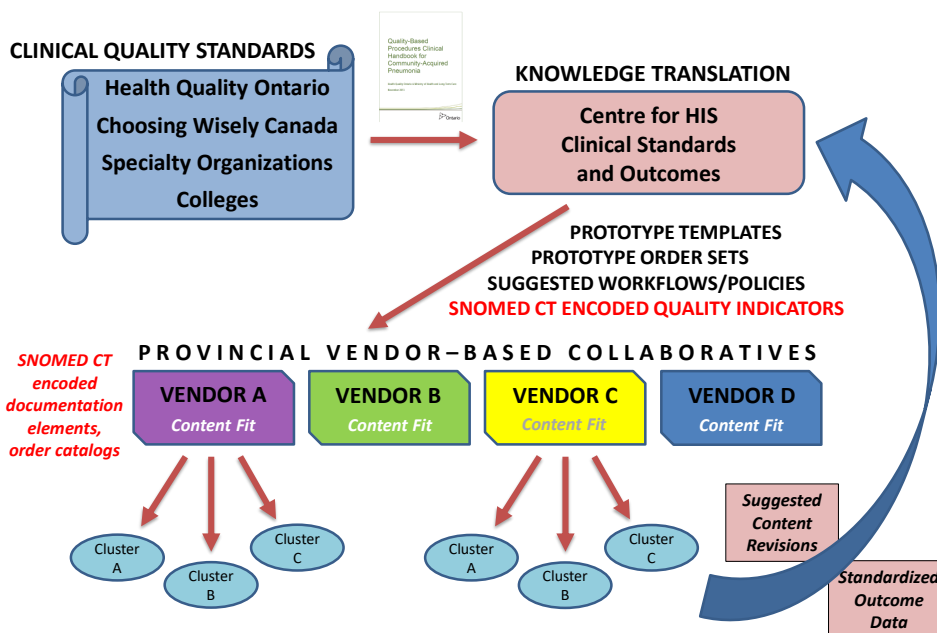 CLINICAL QUALITY STANDARDS
Health Quality Ontario
Choosing Wisely Canada
Specialty Organizations
Colleges
Quality-Based
Procedures Clinical
Handbook for
Community-Acquired
Pneumonia
Ontario
KNOWLEDGE TRANSLATION
Centre for HIS
Clinical Standards
and Outcomes
PROTOTYPE TEMPLATES
PROTOTYPE ORDER SETS
SUGGESTED WORKFLOWS/POLICIES
SNOMED CT ENCODED QUALITY INDICATORS
PROVINCIAL VENDOR–BASED COLLABORATIVES
SNOMED CT
encoded
documentation
elements,
order catalogs
VENDOR A
Content Fit
VENDOR B
Content Fit
VENDOR C
Content Fit
VENDOR D
Content Fit
Cluster
A
Cluster
B
Cluster
C
Cluster
A
Cluster
B
Cluster
C
Suggested
Content
Revisions
Standardized
Outcome
Data